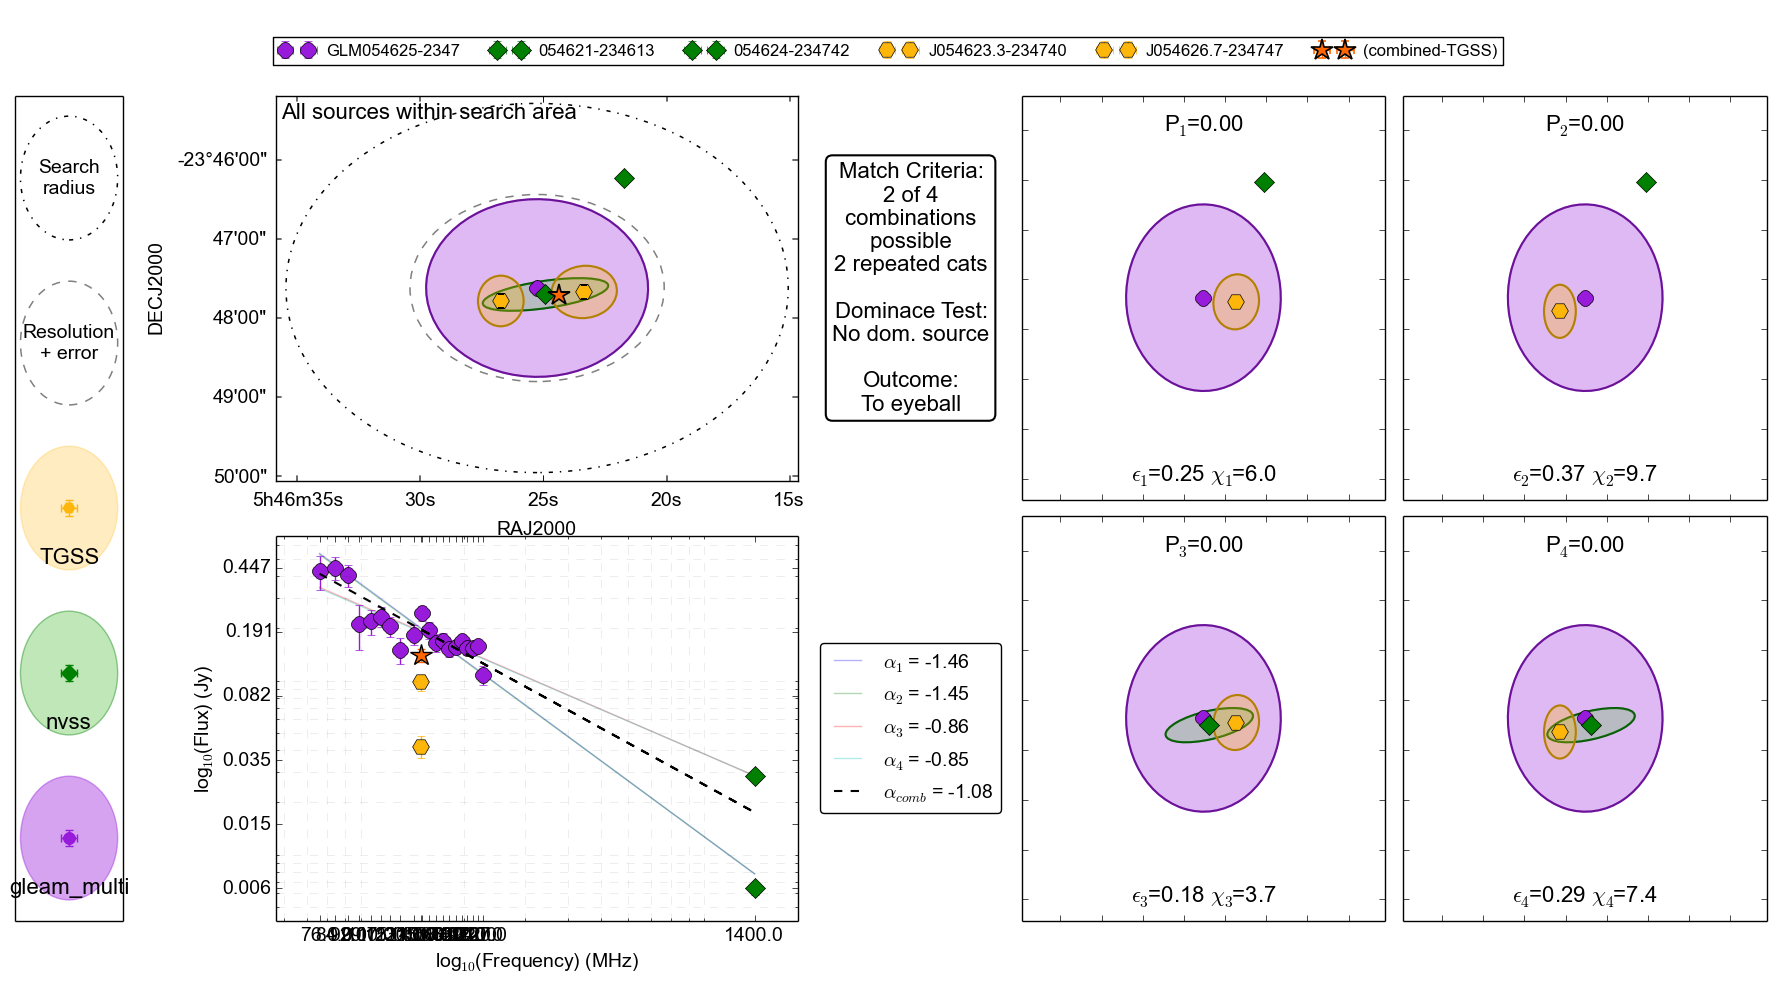 GLM054625-2347 054621-234613 054624-234742 J054623.3-234740 J054626.7-234747 (combined-TGSS)
Search
radius
Resolution
+ error
TGSS
nvss
gleam_multi
All sources within search area
DECJ2000
-23°46'00"
47'00"
48'00"
49'00"
50'00"
5h46m35s 30s 25s 20s 15s
RAJ2000
Match Criteria:
2 of 4
combinations
possible
2 repeated cats
Dominace Test:
No dom. source
Outcome:
To eyeball
log10(Flux) (Jy)
0.447
0.191
0.082
0.035
0.015
0.006
1400.0
log10(Frequency) (MHz)
α1 = -1.46
α2 = -1.45
α3 = -0.86
α4 = -0.85
αcomb = -1.08
P1=0.00
ϵ1=0.25 χ1=6.0
P2=0.00
ϵ2=0.37 χ2=9.7
P3=0.00
ϵ3=0.18 χ3=3.7
P4=0.00
ϵ4=0.29 χ4=7.4